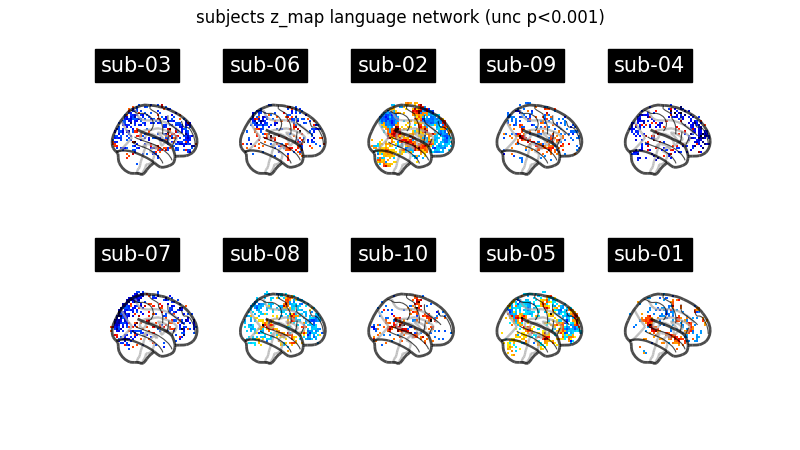 subjects z_map language network (unc p<0.001)
sub-03 sub-06 sub-02 sub-09 sub-04
sub-07 sub-08 sub-10 sub-05 sub-01